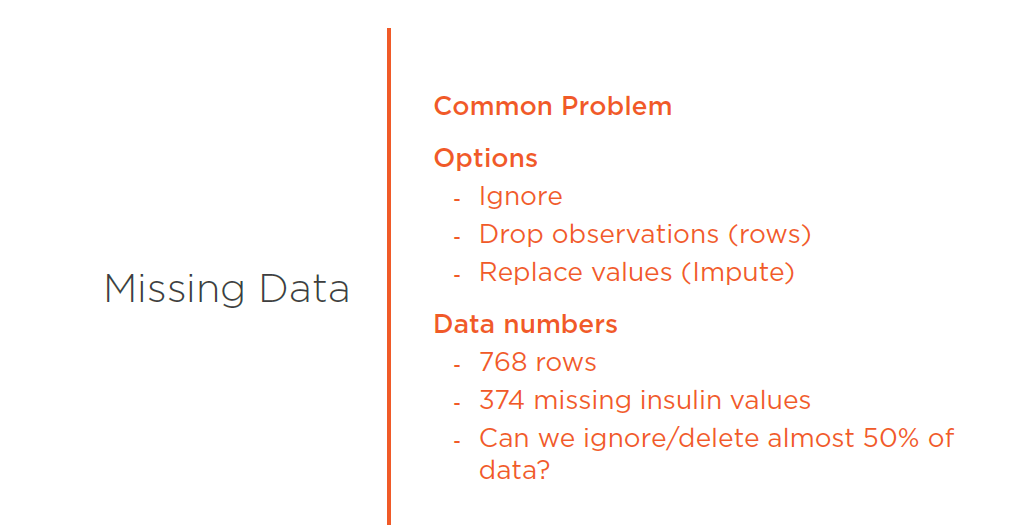 Missing Data
Common Problem
Options
- Ignore
- Drop observations (rows)
- Replace values (Impute)
Data numbers
- 768 rows
- 374 missing insulin values
- Can we ignore/delete almost 50% of
data?